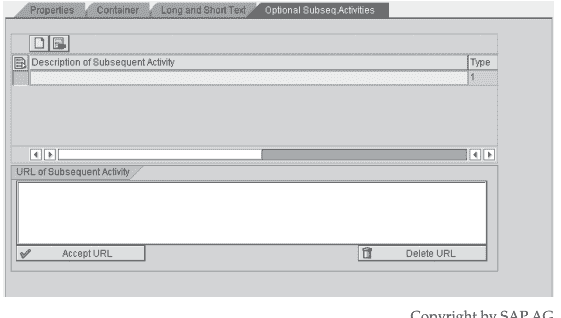 Properties Container Long and Short Text Optional Subseq.Activities
Description of Subsequent Activity Type
1
URL of Subsequent Activity
Accept URL Delete URL
Copyright by SAP AG